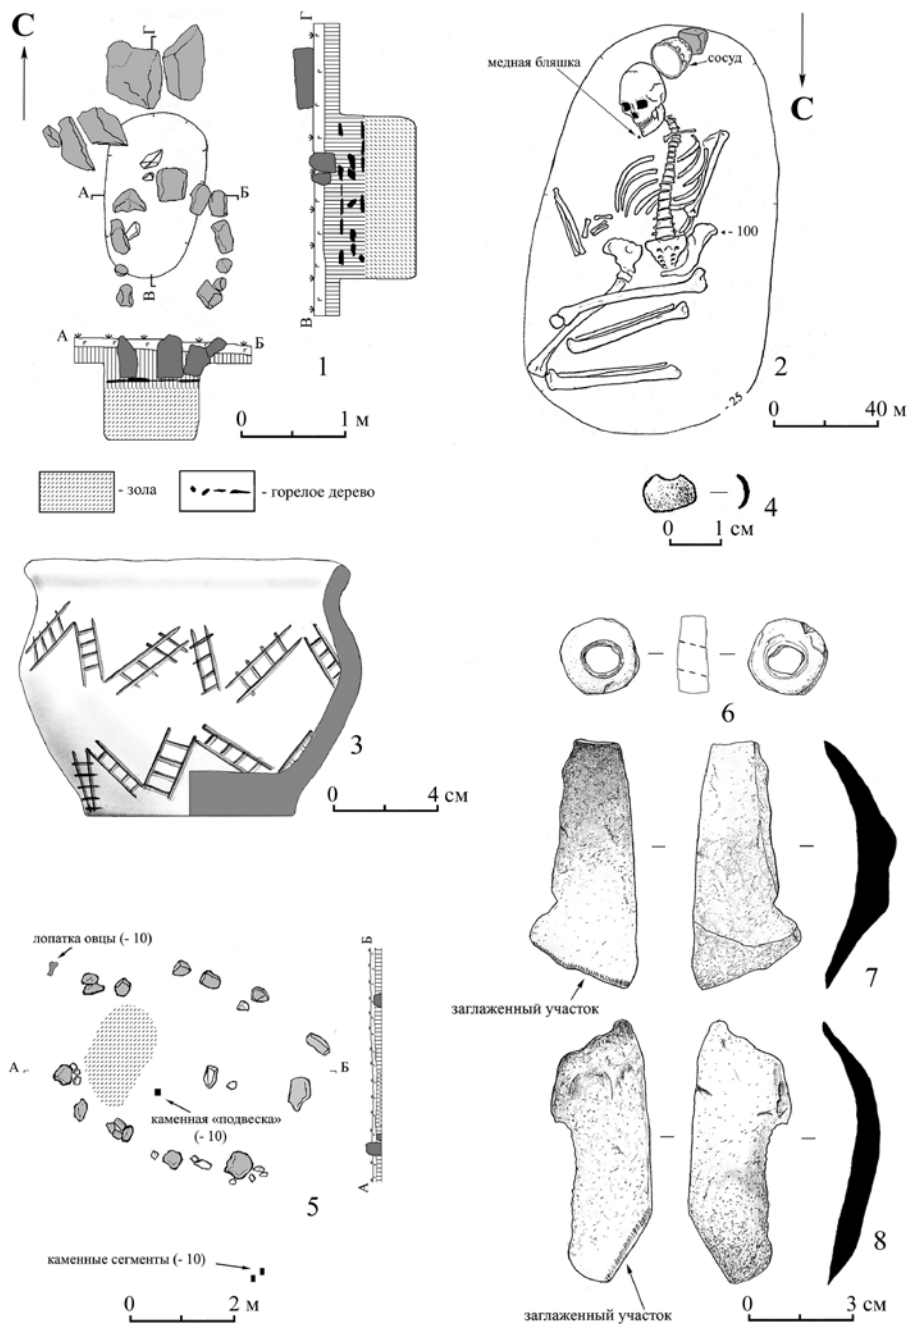 С
Г
А
Б
В
Г
В
А
Б
1
0 1 м
- зола
- горелое дерево
медная бляшка
сосуд
С
- 100
- 25
2
0 40 м
4
0 1 см
3
0 4 см
6
7
заглаженный участок
лопатка овцы (- 10)
А
Б
каменная «подвеска»
(- 10)
Б
А
5
каменные сегменты (- 10)
0 2 м
8
заглаженный участок
0 3 см